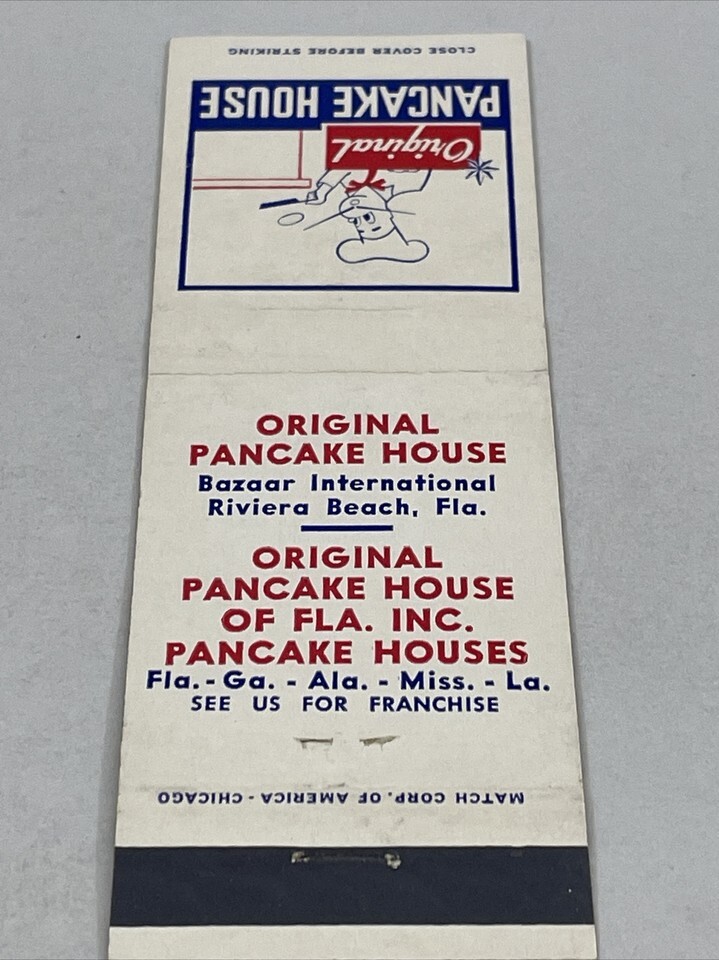 CLOSE COVER BEFORE STRIKING
Original
PANCAKE HOUSE
ORIGINAL
PANCAKE HOUSE
Bazaar International
Riviera Beach, Fla.
ORIGINAL
PANCAKE HOUSE
OF FLA. INC.
PANCAKE HOUSES
Fla. - Ga. - Ala. - Miss. - La.
SEE US FOR FRANCHISE
MATCH CORP. OF AMERICA - CHICAGO